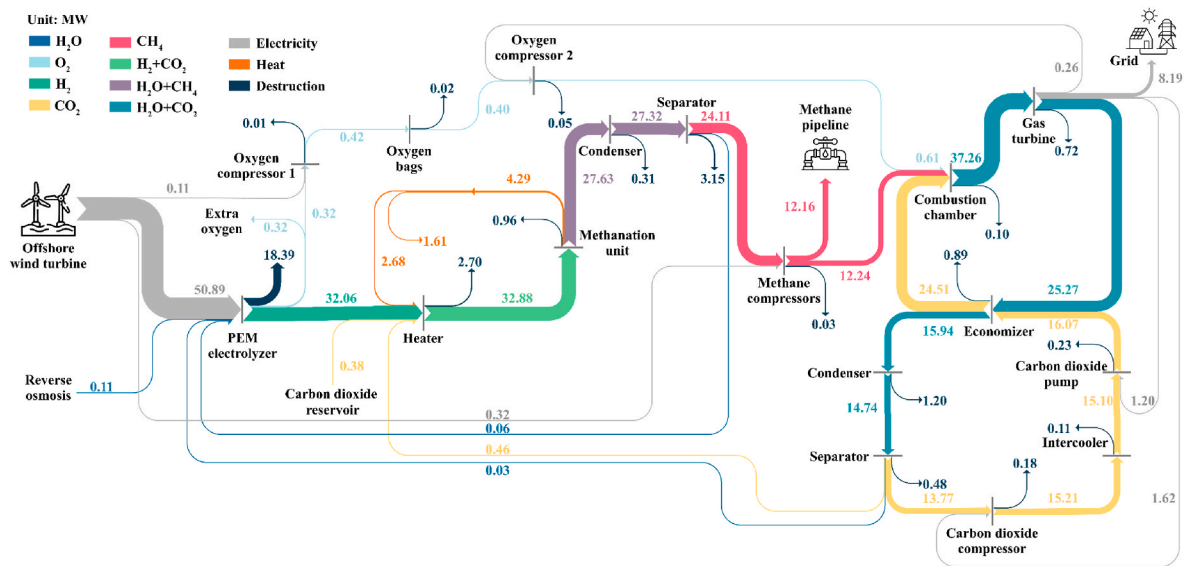 Unit: MW
H₂O
O₂
H₂
CO₂
CH₄
H₂+CO₂
H₂O+CH₄
H₂O+CO₂
Electricity
Heat
Destruction
Oxygen
compressor 2
0.26
Grid
8.19
0.02
0.40
0.05
0.01
0.42
Oxygen
compressor 1
Oxygen
bags
27.32
Separator
24.11
Condenser
0.31
3.15
27.63
Methane
pipeline
0.61
37.26
Gas
turbine
0.72
Combustion
chamber
0.10
0.11
Offshore
wind turbine
Extra
oxygen
0.32
0.32
18.39
50.89
PEM
electrolyzer
4.29
1.61
2.68
0.96
Methanation
unit
2.70
32.06
32.88
Heater
12.16
12.24
Methane
compressors
0.03
0.89
24.51
25.27
15.94
Economizer
16.07
0.23
Carbon dioxide
pump
Reverse
osmosis
0.11
0.38
Carbon dioxide
reservoir
0.32
0.06
0.46
0.03
Condenser
1.20
14.74
15.10
1.20
0.11
Intercooler
Separator
0.48
0.18
13.77
15.21
1.62
Carbon dioxide
compressor